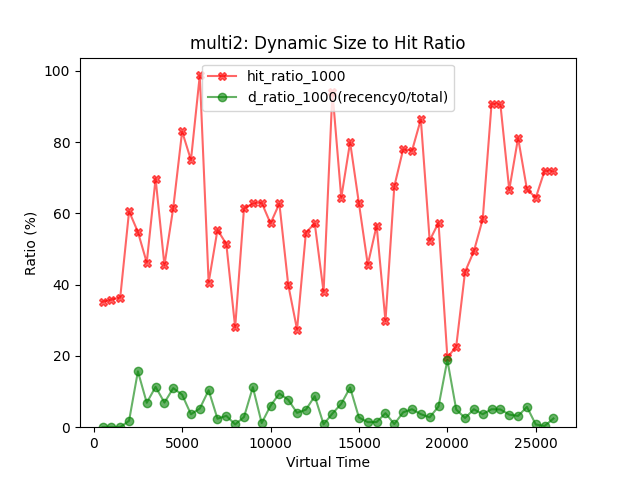 multi2: Dynamic Size to Hit Ratio
hit_ratio_1000
d_ratio_1000(recency0/total)
100
80
60
40
20
0
Ratio (%)
0
5000
10000
15000
20000
25000
Virtual Time